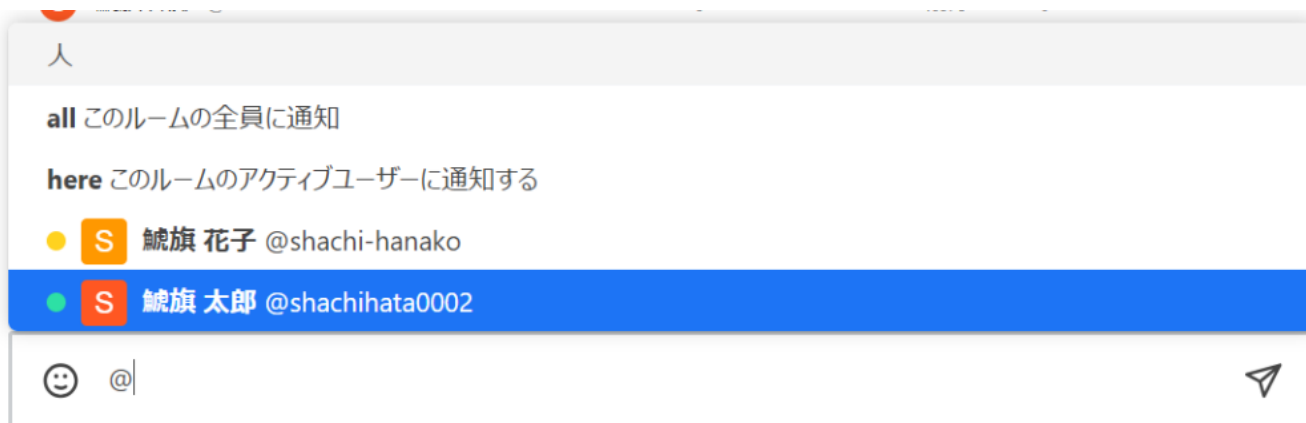 人
all このルームの全員に通知
here このルームのアクティブユーザーに通知する
S 鯱旗 花子 @shachi-hanako
S 鯱旗 太郎 @shachihata0002
@